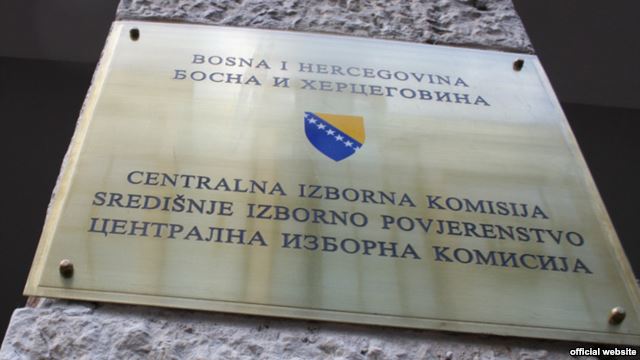 BOSNA I HERCEGOVINA
БОСНА И ХЕРЦЕГОВИНА
CENTRALNA IZBORNA KOMISIJA
SREDIŠNJE IZBORNO POVJERENSTVO
ЦЕНТРАЛНА ИЗБОРНА КОМИСИЈА
official website